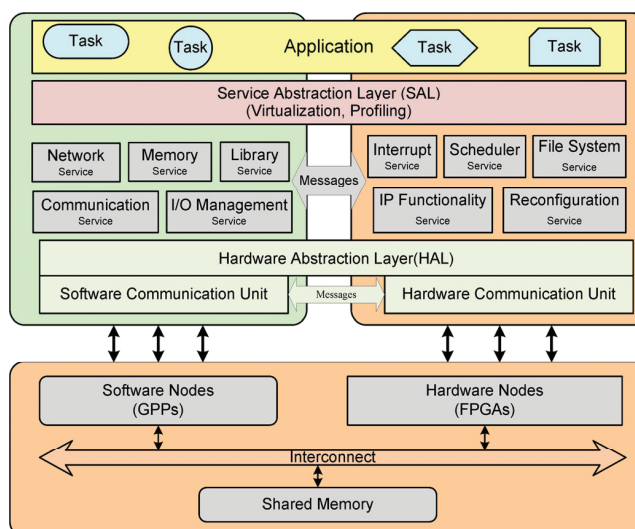 Task
Task
Application
Task
Task
Service Abstraction Layer (SAL)
(Virtualization, Profiling)
Network
Service
Memory
Service
Library
Service
Interrupt
Service
Scheduler
Service
File System
Service
Messages
Communication
Service
I/O Management
Service
IP Functionality
Service
Reconfiguration
Service
Hardware Abstraction Layer(HAL)
Software Communication Unit
Messages
Hardware Communication Unit
Software Nodes
(GPPs)
Hardware Nodes
(FPGAs)
Interconnect
Shared Memory